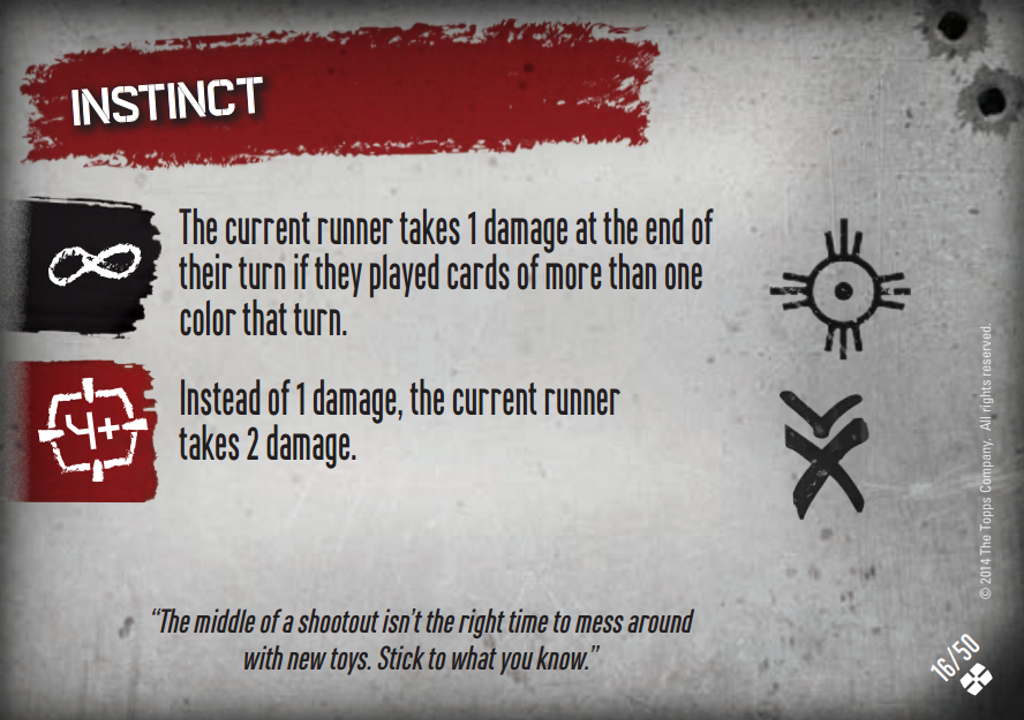 INSTINCT
The current runner takes 1 damage at the end of
their turn if they played cards of more than one
color that turn.
4+
Instead of 1 damage, the current runner
takes 2 damage.
“The middle of a shootout isn’t the right time to mess around
with new toys. Stick to what you know.”
© 2014 The Topps Company. All rights reserved.
16/50